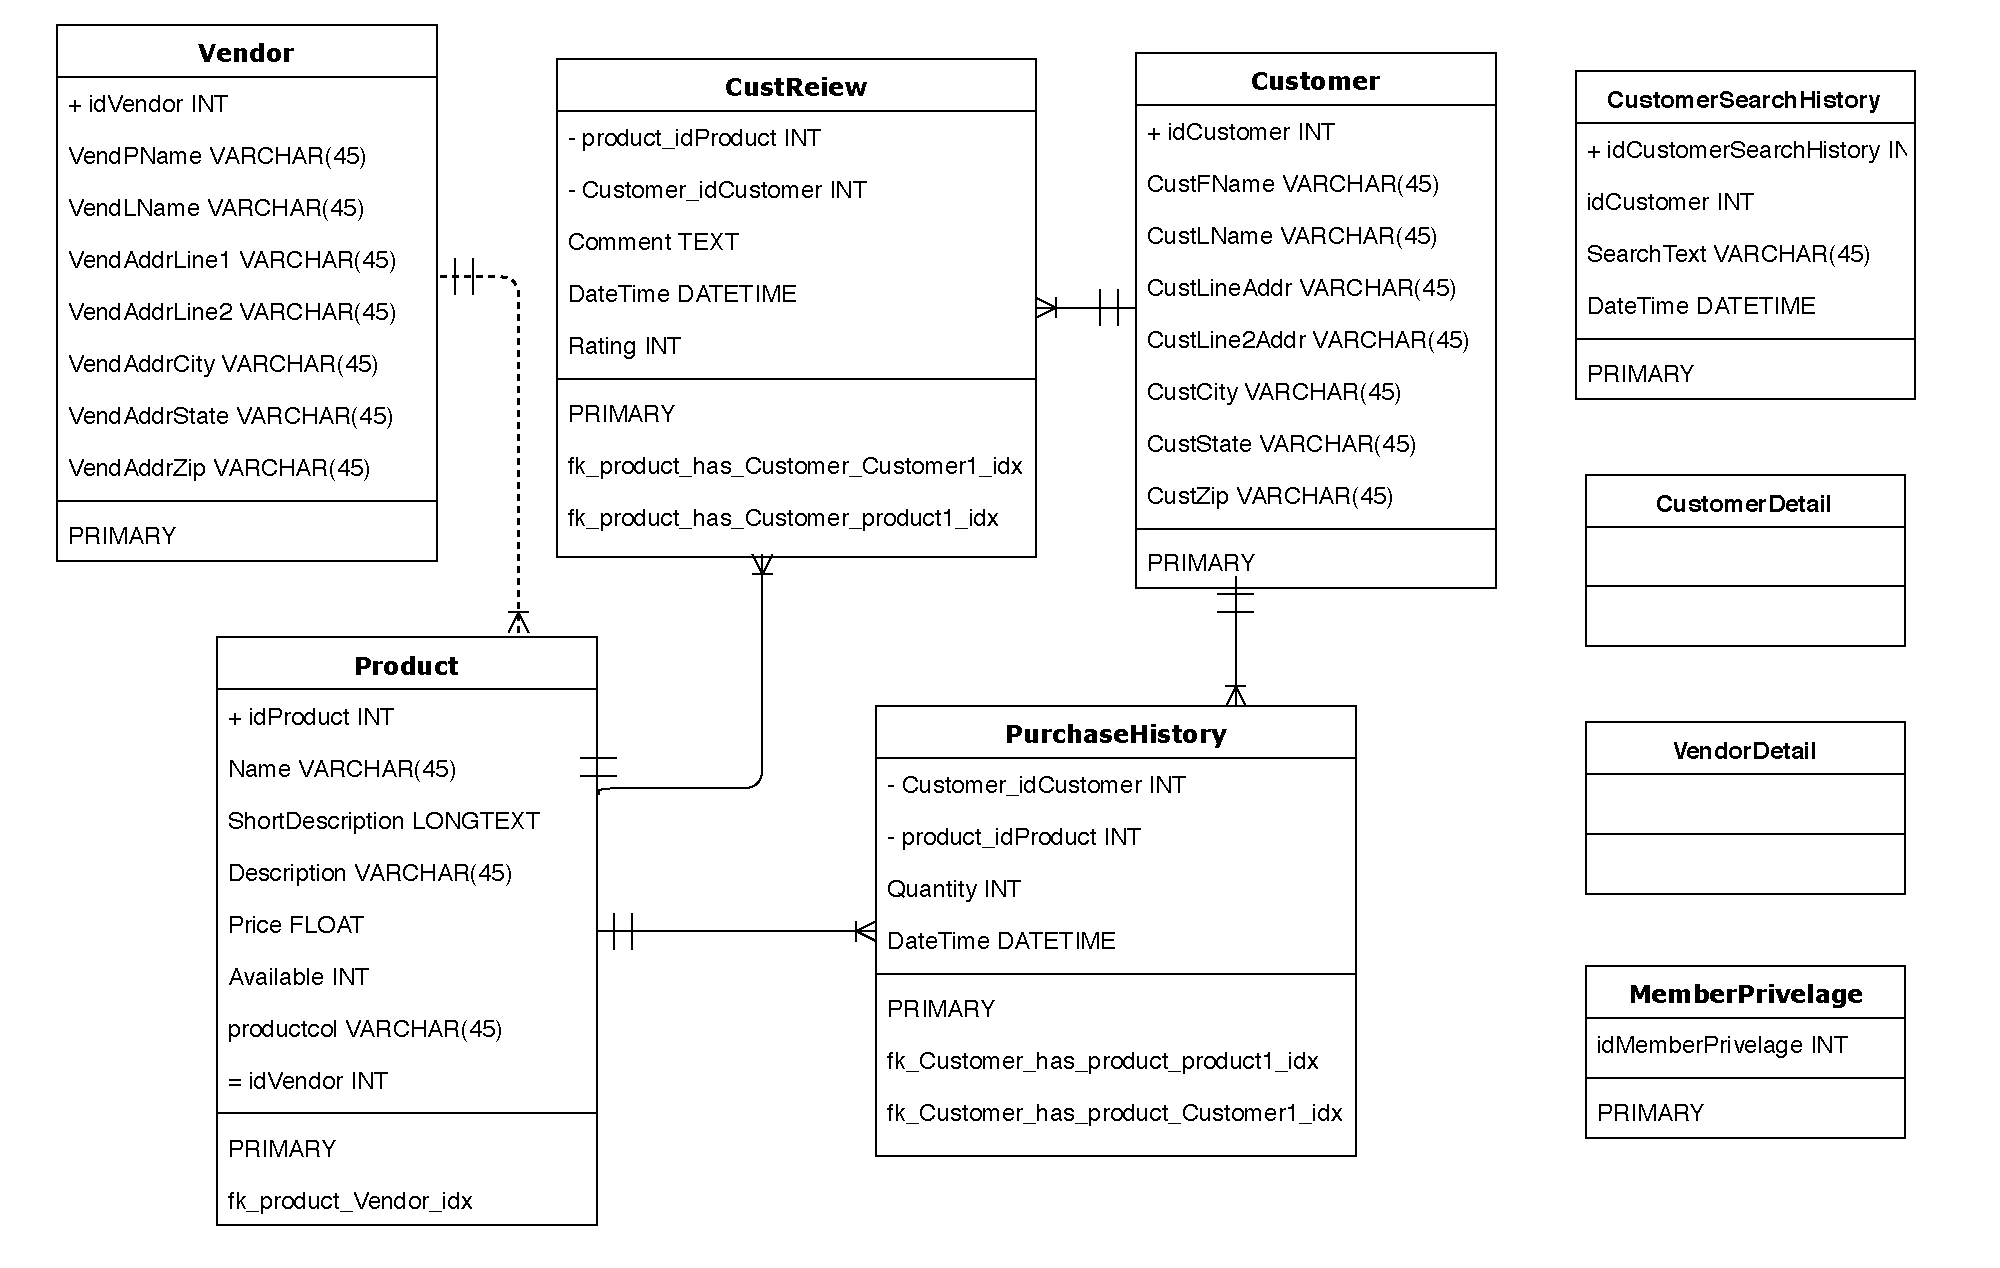 Vendor
+ idVendor INT
VendPName VARCHAR(45)
VendLName VARCHAR(45)
VendAddrLine1 VARCHAR(45)
VendAddrLine2 VARCHAR(45)
VendAddrCity VARCHAR(45)
VendAddrState VARCHAR(45)
VendAddrZip VARCHAR(45)
PRIMARY
CustReiew
- product_idProduct INT
- Customer_idCustomer INT
Comment TEXT
DateTime DATETIME
Rating INT
PRIMARY
fk_product_has_Customer_Customer1_idx
fk_product_has_Customer_product1_idx
Customer
+ idCustomer INT
CustFName VARCHAR(45)
CustLName VARCHAR(45)
CustLineAddr VARCHAR(45)
CustLine2Addr VARCHAR(45)
CustCity VARCHAR(45)
CustState VARCHAR(45)
CustZip VARCHAR(45)
PRIMARY
CustomerSearchHistory
+ idCustomerSearchHistory IN
idCustomer INT
SearchText VARCHAR(45)
DateTime DATETIME
PRIMARY
CustomerDetail
VendorDetail
Product
+ idProduct INT
Name VARCHAR(45)
ShortDescription LONGTEXT
Description VARCHAR(45)
Price FLOAT
Available INT
productcol VARCHAR(45)
= idVendor INT
PRIMARY
fk_product_Vendor_idx
PurchaseHistory
- Customer_idCustomer INT
- product_idProduct INT
Quantity INT
DateTime DATETIME
PRIMARY
fk_Customer_has_product_product1_idx
fk_Customer_has_product_Customer1_idx
MemberPrivelage
idMemberPrivelage INT
PRIMARY